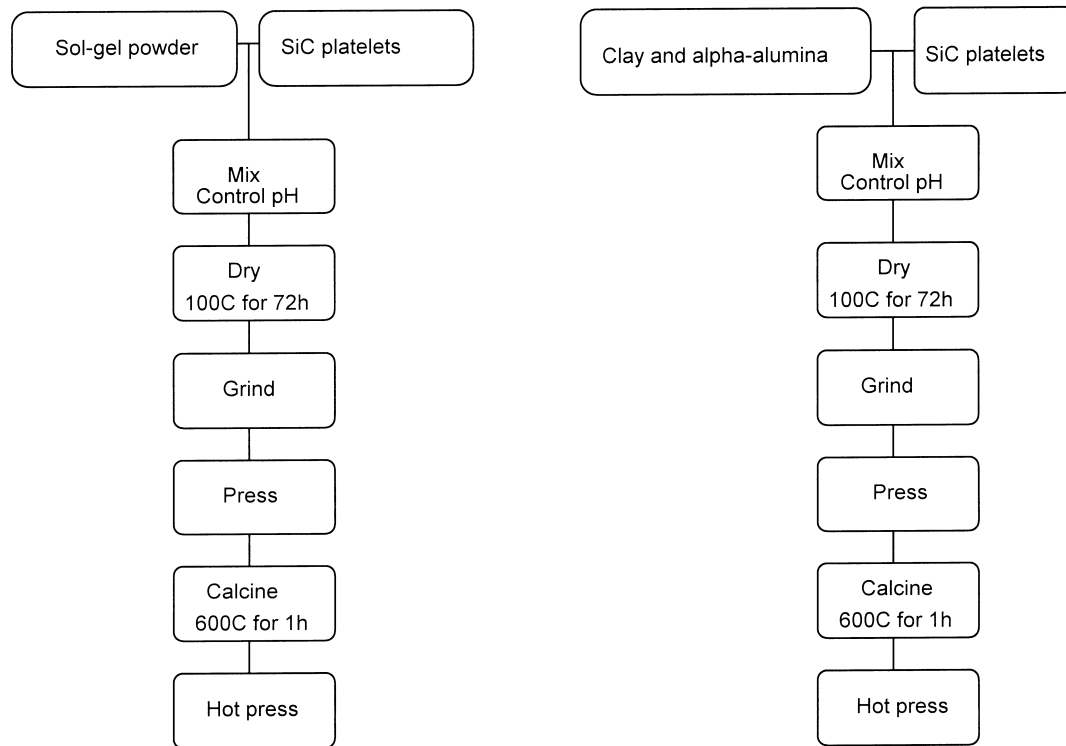 Sol-gel powder
SiC platelets
Mix
Control pH
Dry
100C for 72h
Grind
Press
Calcine
600C for 1h
Hot press
Clay and alpha-alumina
SiC platelets
Mix
Control pH
Dry
100C for 72h
Grind
Press
Calcine
600C for 1h
Hot press